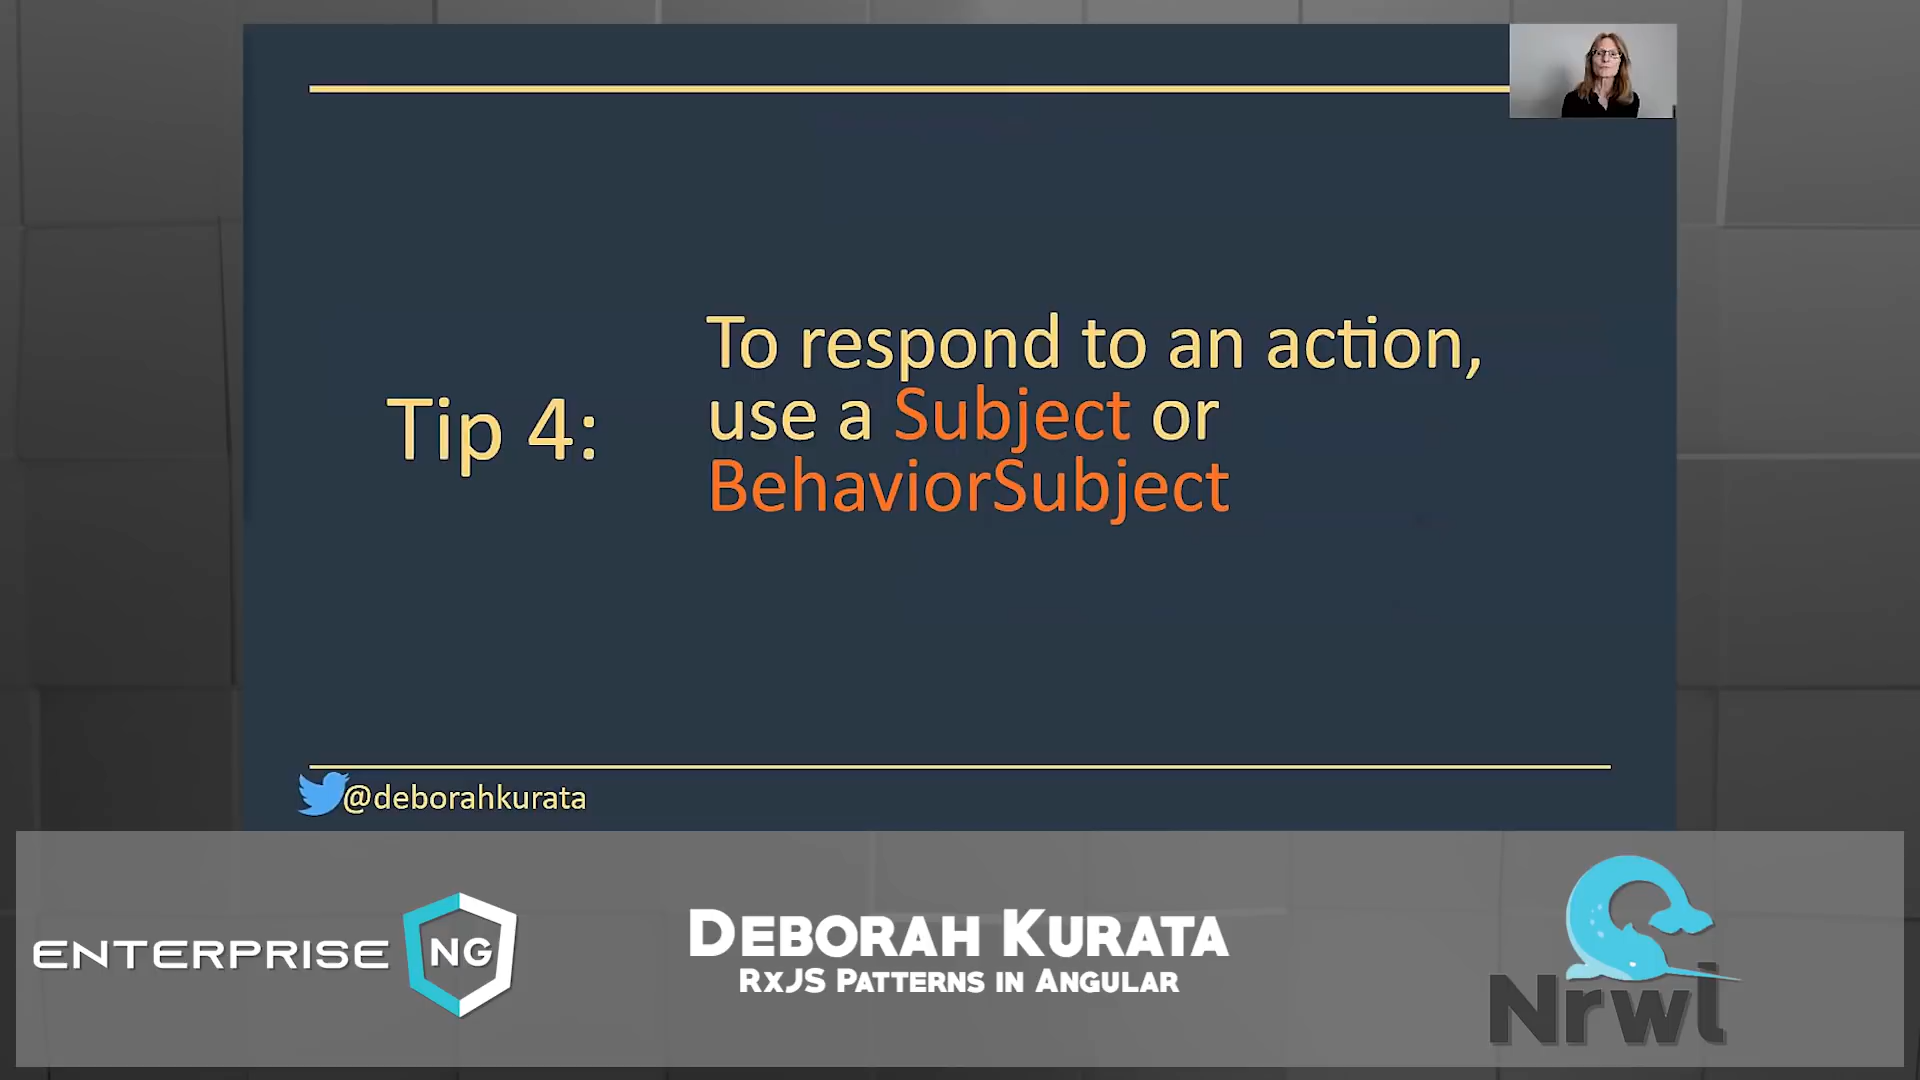 Tip 4:
To respond to an action,
use a Subject or
BehaviorSubject
@deborahkurata
ENTERPRISE NG
DEBORAH KURATA
RXJS PATTERNS IN ANGULAR
Nrwl